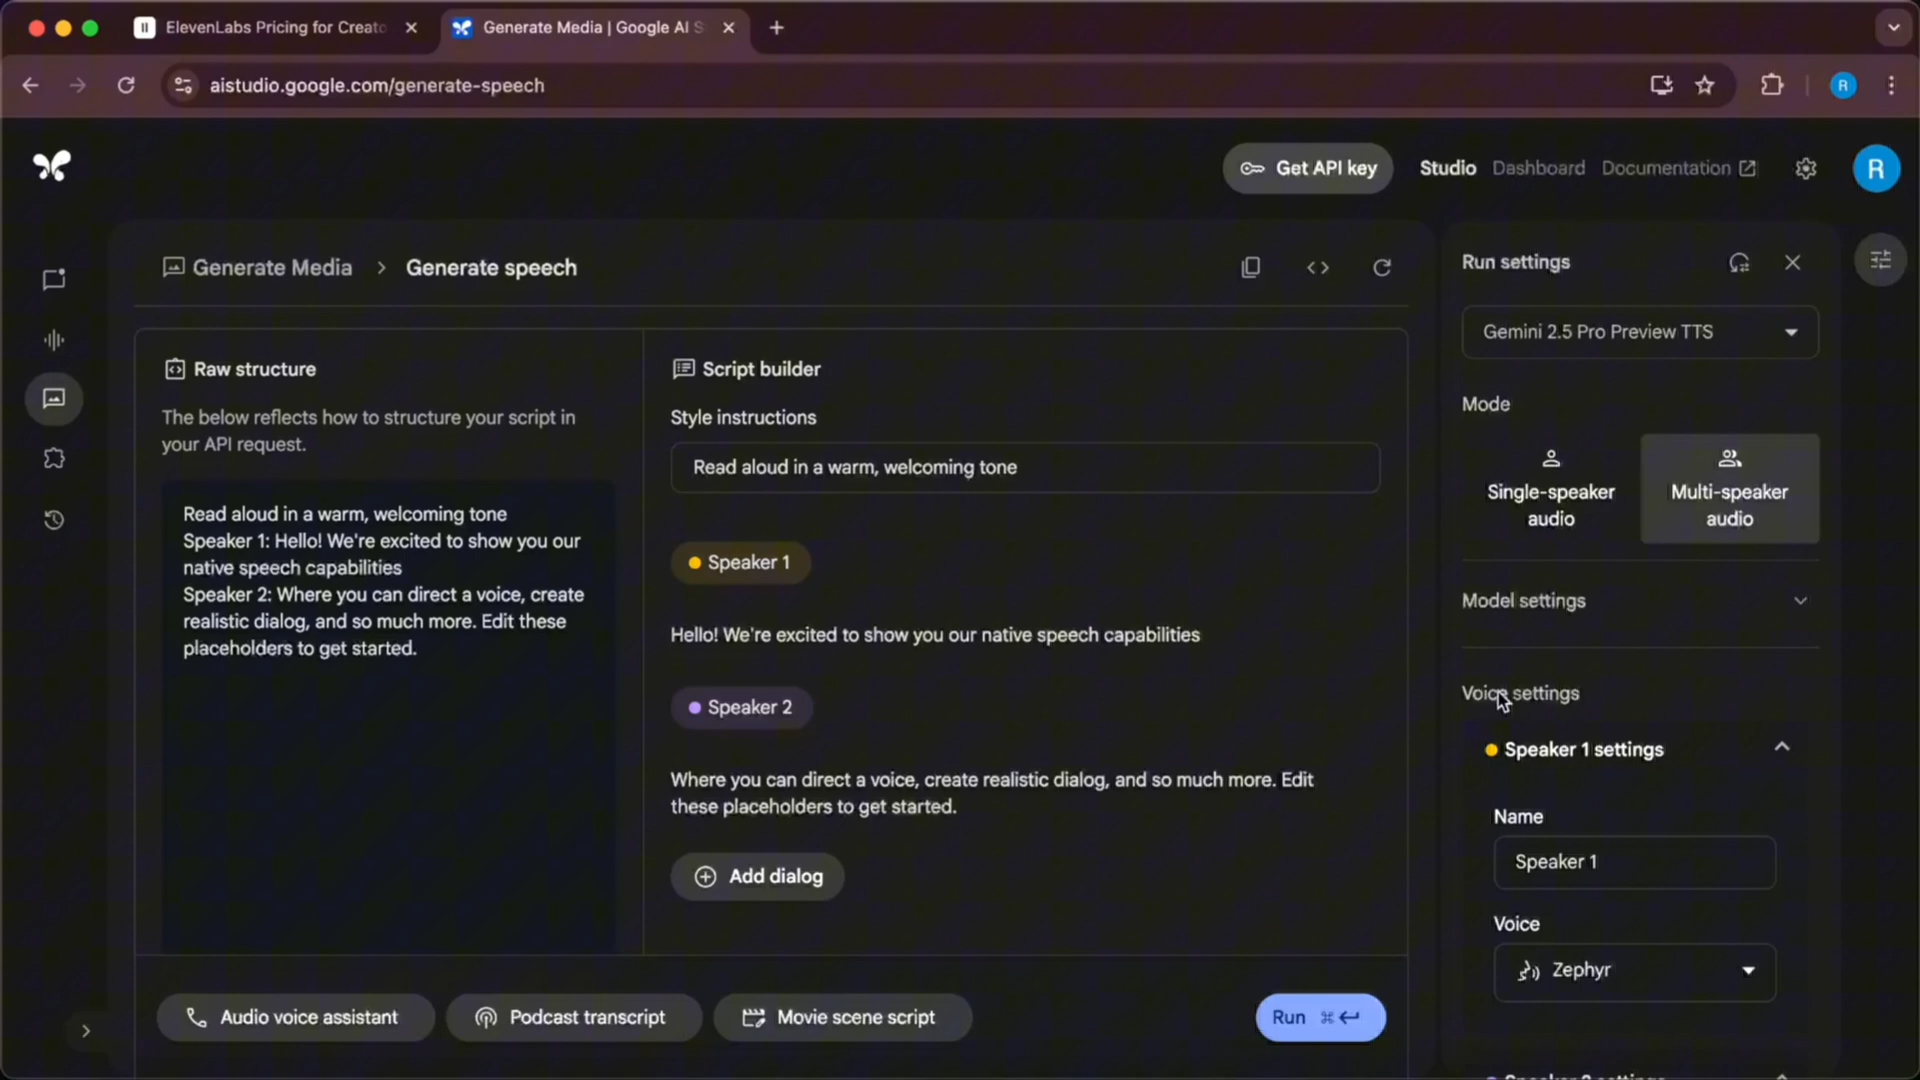 ElevenLabs Pricing for Creato
Generate Media | Google AI S
aistudio.google.com/generate-speech
R
Get API key
Studio
Dashboard
Documentation
R
Generate Media > Generate speech
Raw structure
The below reflects how to structure your script in
your API request.
Read aloud in a warm, welcoming tone
Speaker 1: Hello! We're excited to show you our
native speech capabilities
Speaker 2: Where you can direct a voice, create
realistic dialog, and so much more. Edit these
placeholders to get started.
Script builder
Style instructions
Read aloud in a warm, welcoming tone
Speaker 1
Hello! We're excited to show you our native speech capabilities
Speaker 2
Where you can direct a voice, create realistic dialog, and so much more. Edit
these placeholders to get started.
Add dialog
Audio voice assistant
Podcast transcript
Movie scene script
Run ⌘↵
Run settings
Gemini 2.5 Pro Preview TTS
Mode
Single-speaker
audio
Multi-speaker
audio
Model settings
Voice settings
Speaker 1 settings
Name
Speaker 1
Voice
Zephyr
Speaker 2 settings